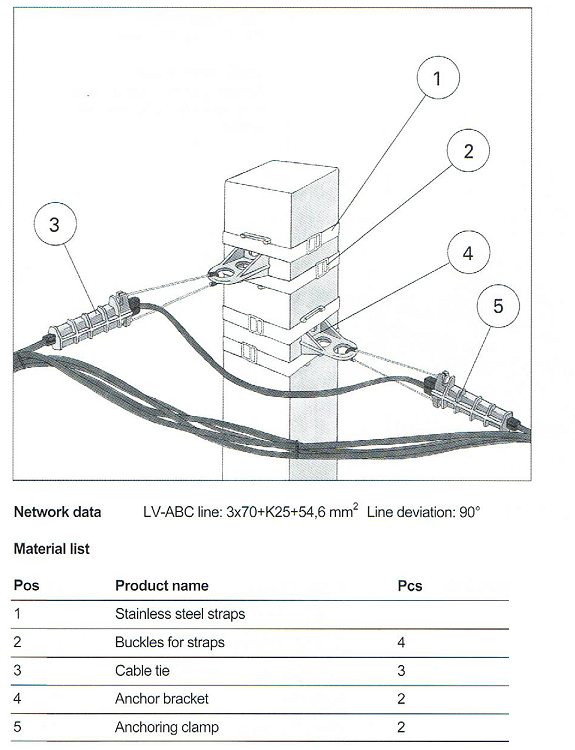 1
2
3
4
5
Network data LV-ABC line: 3x70+K25+54,6 mm² Line deviation: 90°
Material list
Pos Product name Pcs
1 Stainless steel straps
2 Buckles for straps 4
3 Cable tie 3
4 Anchor bracket 2
5 Anchoring clamp 2